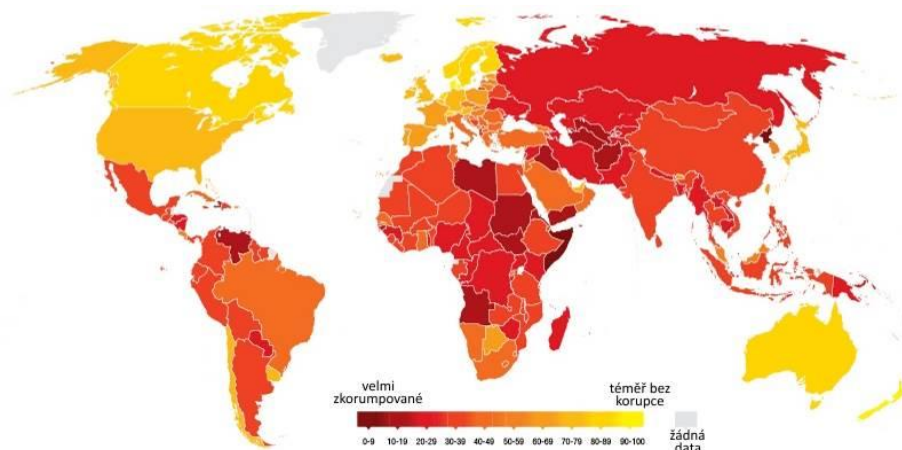 velmi
zkorumpované
téměř bez
korupce
0-9 10-19 20-29 30-39 40-49 50-59 60-69 70-79 80-89 90-100
žádná
data